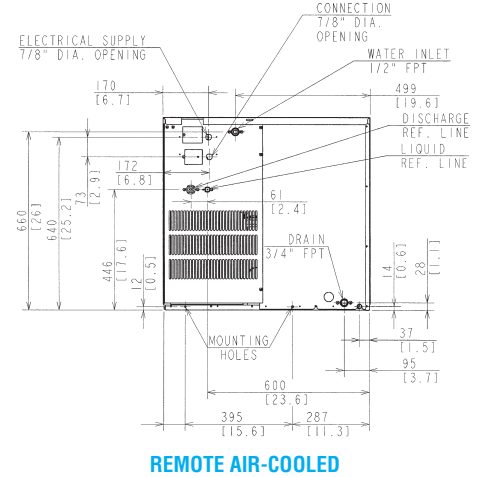 CONNECTION
7/8" DIA.
OPENING
ELECTRICAL SUPPLY
7/8" DIA. OPENING
WATER INLET
1/2" FPT
170
[6.7]
499
[19.6]
DISCHARGE
REF. LINE
LIQUID
REF. LINE
172
[6.8]
73
[2.9]
61
[2.4]
660
[26]
640
[25.2]
446
[17.6]
12
[0.5]
DRAIN
3/4" FPT
14
[0.6]
28
[1.1]
MOUNTING
HOLES
37
[1.5]
95
[3.7]
600
[23.6]
395
[15.6]
287
[11.3]
REMOTE AIR-COOLED